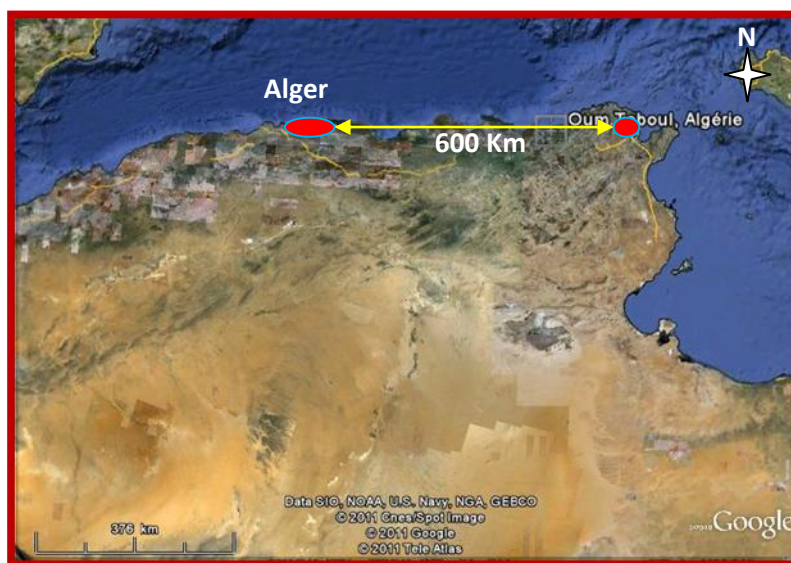 N
Alger
Oum Teboul, Algérie
600 Km
Data SIO, NOAA, U.S. Navy, NGA, GEBCO
© 2011 Cnes/Spot Image
© 2011 Google
© 2011 Tele Atlas
376 km
Google